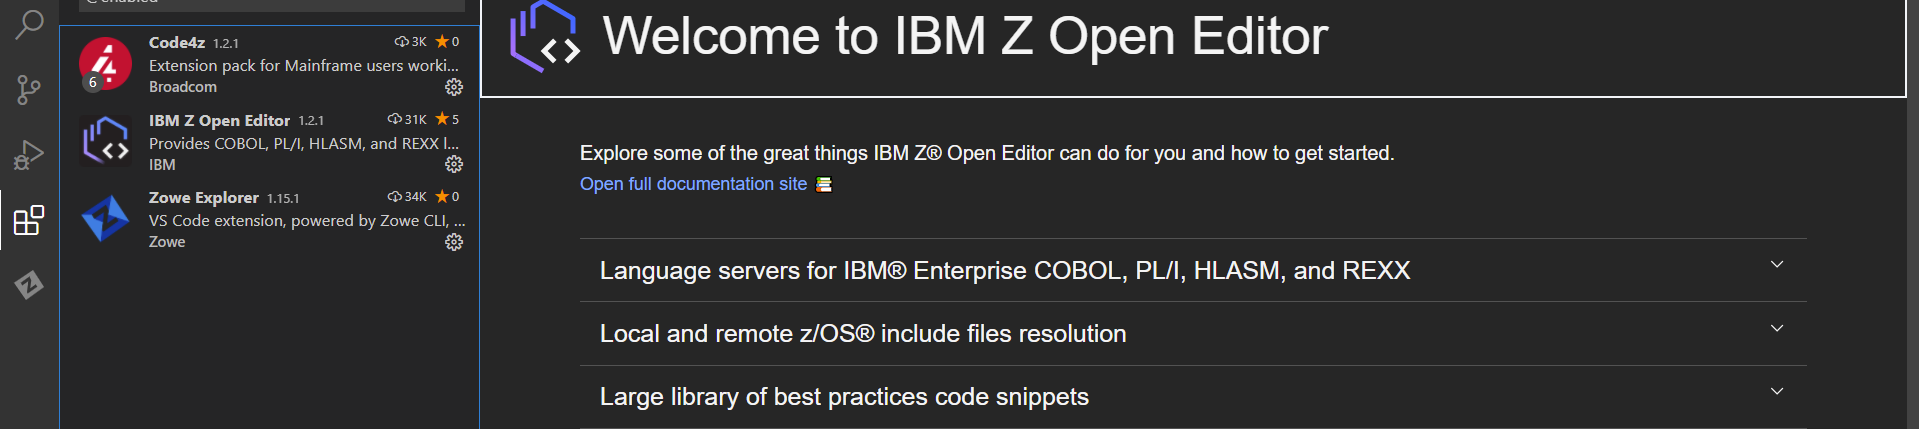 Code4z 1.2.1 3K 0
Extension pack for Mainframe users worki...
6
Broadcom
IBM Z Open Editor 1.2.1 31K 5
Provides COBOL, PL/I, HLASM, and REXX l...
IBM
Zowe Explorer 1.15.1 34K 0
VS Code extension, powered by Zowe CLI, ...
Zowe
Welcome to IBM Z Open Editor
Explore some of the great things IBM Z® Open Editor can do for you and how to get started.
Open full documentation site
Language servers for IBM® Enterprise COBOL, PL/I, HLASM, and REXX
Local and remote z/OS® include files resolution
Large library of best practices code snippets